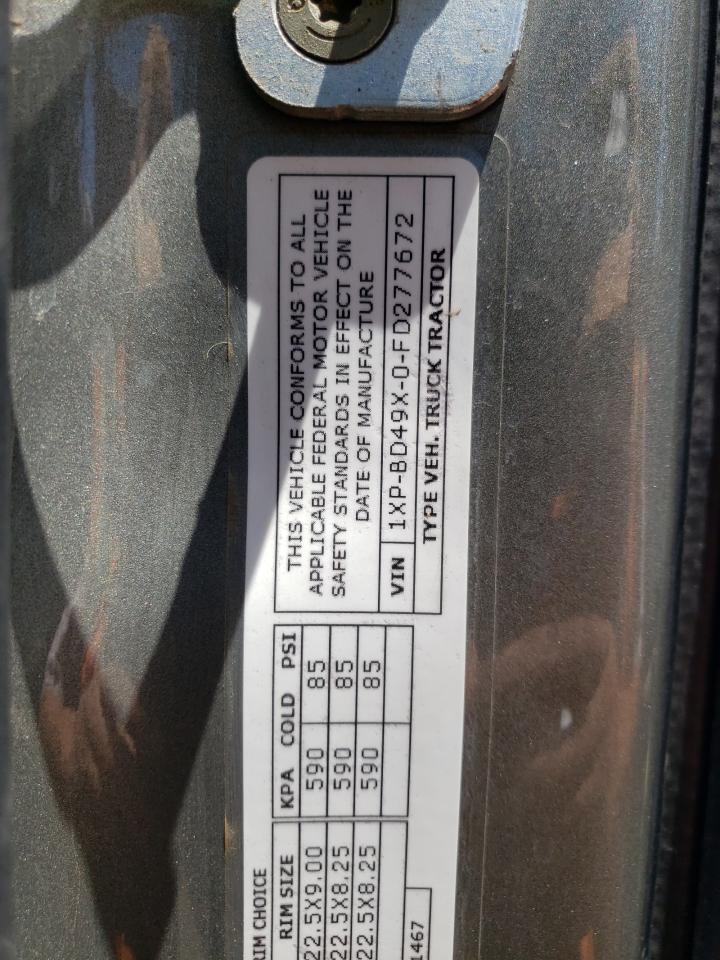 THIS VEHICLE CONFORMS TO ALL
APPLICABLE FEDERAL MOTOR VEHICLE
SAFETY STANDARDS IN EFFECT ON THE
DATE OF MANUFACTURE
VIN 1XP-BD49X-0-FD277672
TYPE VEH. TRUCK TRACTOR
RIM CHOICE
RIM SIZE KPA COLD PSI
22.5X9.00 590 85
22.5X8.25 590 85
22.5X8.25 590 85
1467